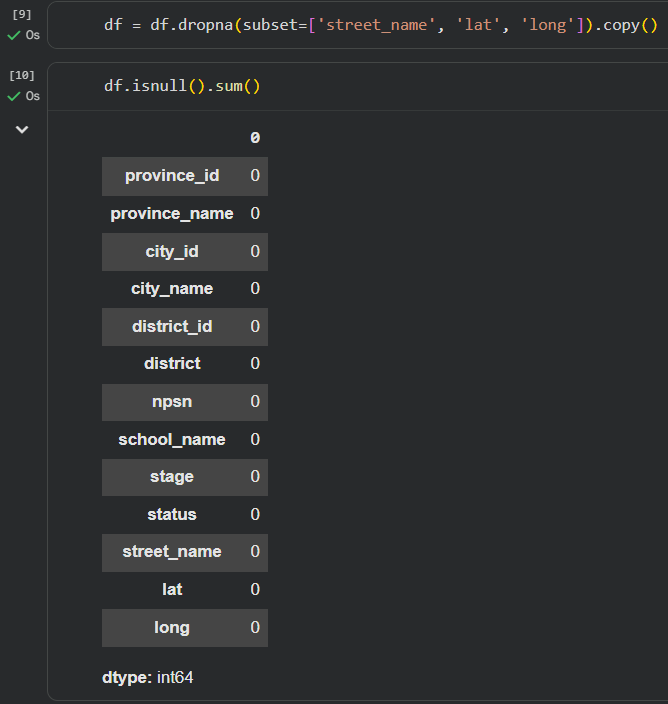 [9]
0s
df = df.dropna(subset=['street_name', 'lat', 'long']).copy()
[10]
0s
df.isnull().sum()
0
province_id 0
province_name 0
city_id 0
city_name 0
district_id 0
district 0
npsn 0
school_name 0
stage 0
status 0
street_name 0
lat 0
long 0
dtype: int64